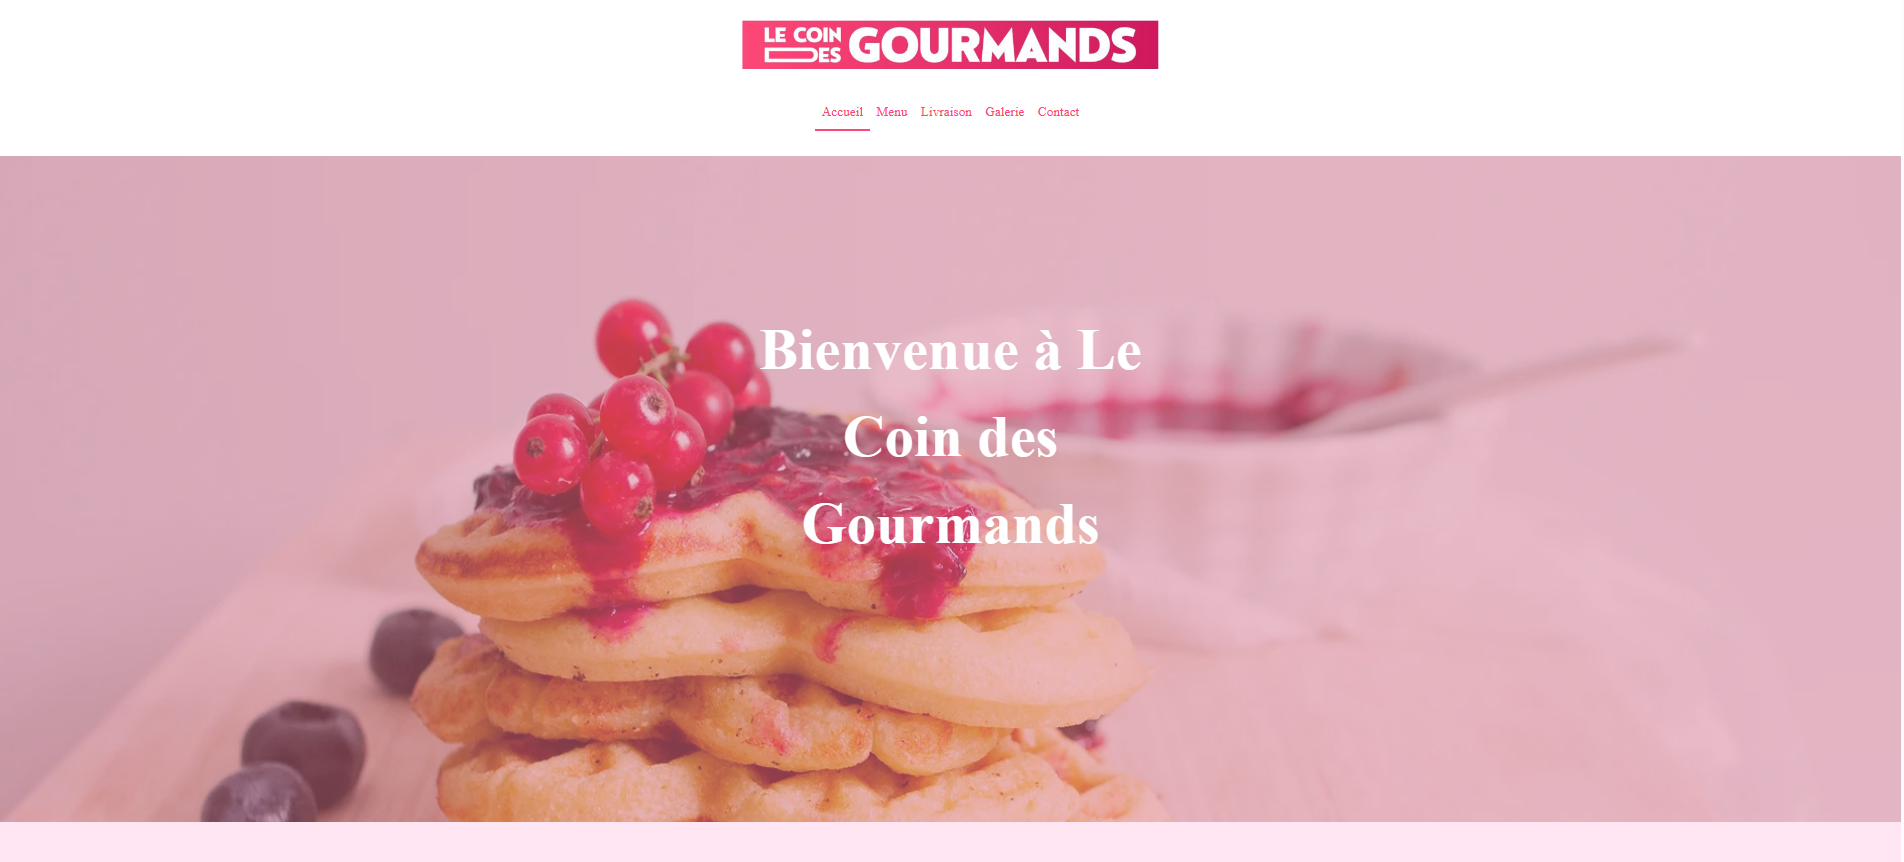 LE COIN
DES GOURMANDS
Accueil Menu Livraison Galerie Contact
Bienvenue à Le
Coin des
Gourmands